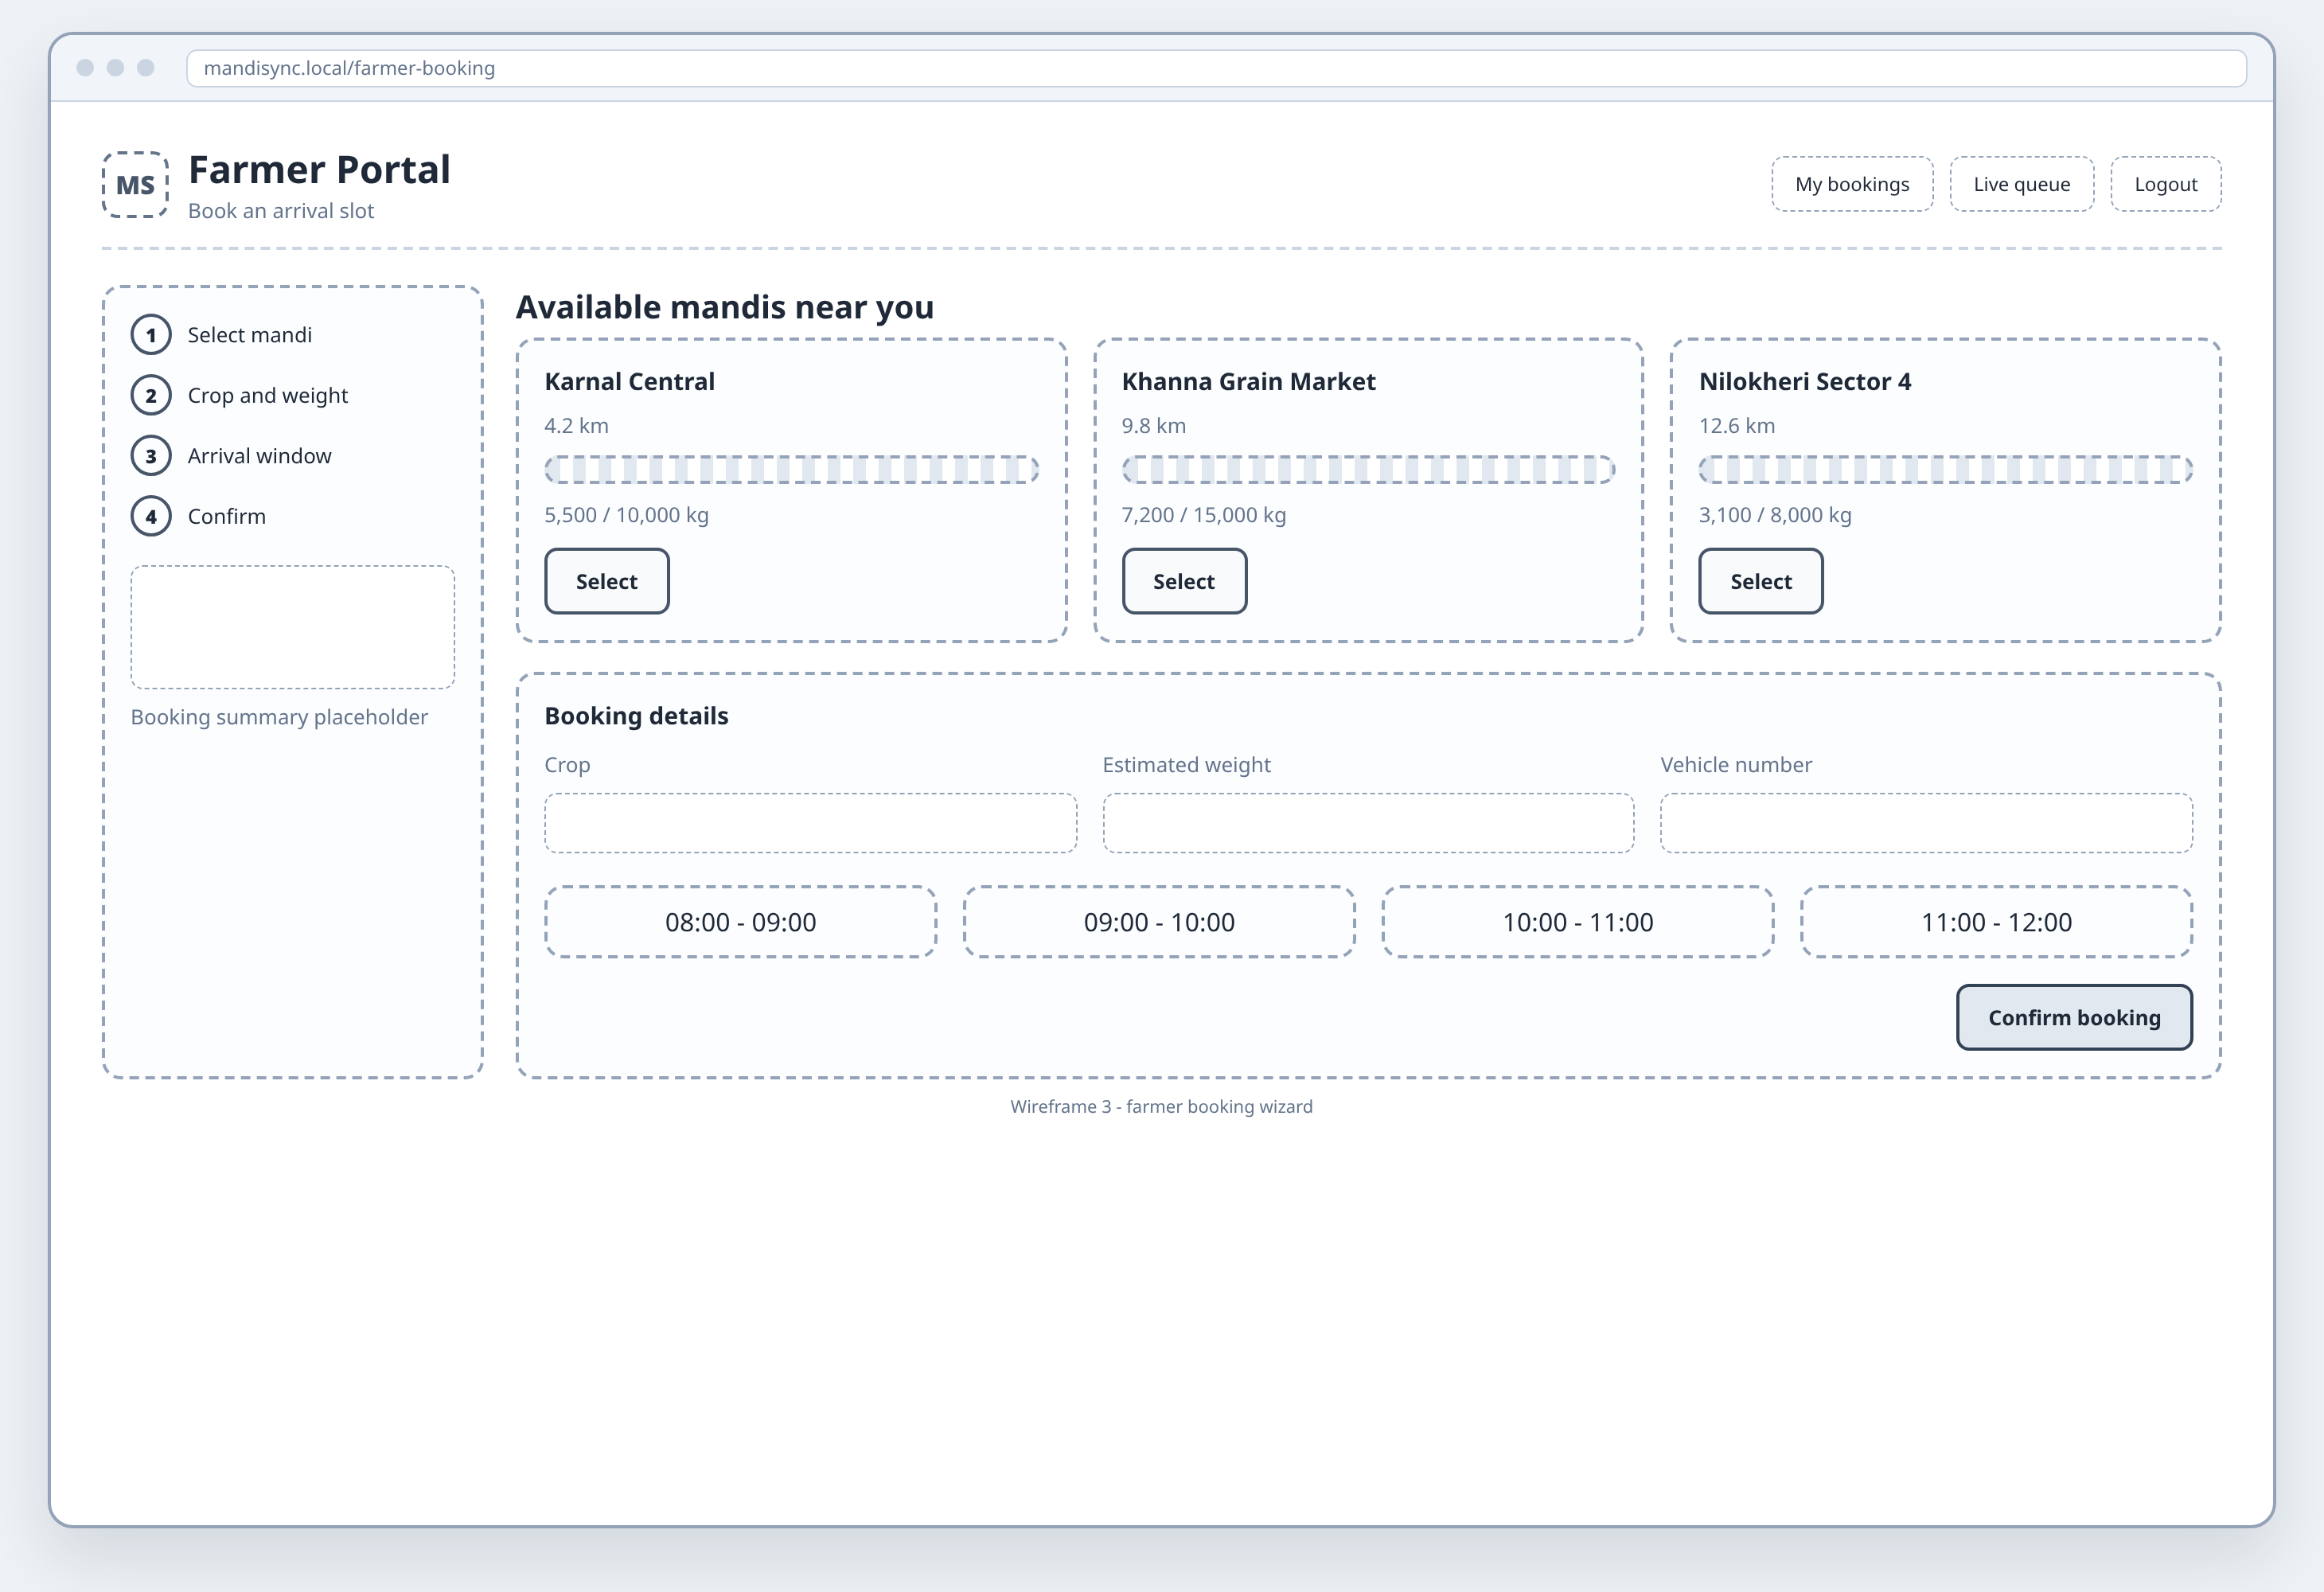 mandisync.local/farmer-booking
MS
Farmer Portal
Book an arrival slot
My bookings
Live queue
Logout
1 Select mandi
2 Crop and weight
3 Arrival window
4 Confirm
Booking summary placeholder
Available mandis near you
Karnal Central
4.2 km
5,500 / 10,000 kg
Select
Khanna Grain Market
9.8 km
7,200 / 15,000 kg
Select
Nilokheri Sector 4
12.6 km
3,100 / 8,000 kg
Select
Booking details
Crop
Estimated weight
Vehicle number
08:00 - 09:00
09:00 - 10:00
10:00 - 11:00
11:00 - 12:00
Confirm booking
Wireframe 3 - farmer booking wizard